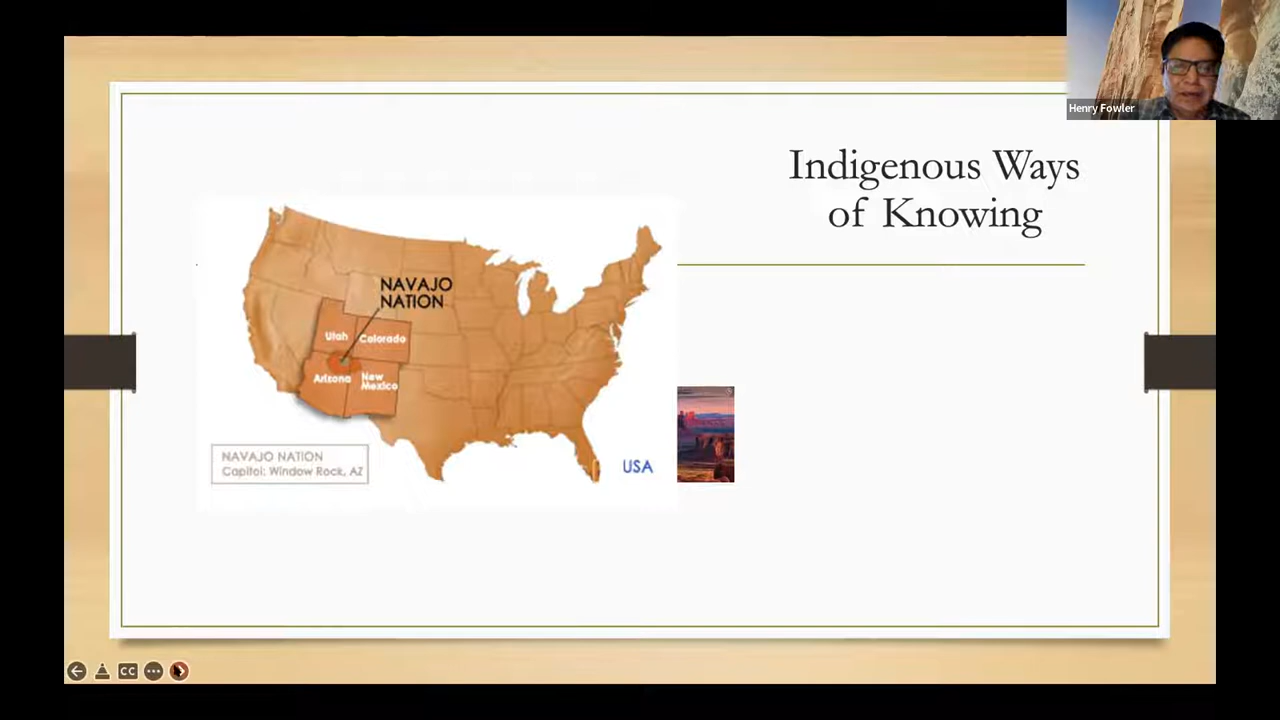 Henry Fowler
Indigenous Ways
of Knowing
NAVAJO
NATION
Utah
Colorado
Arizona
New
Mexico
NAVAJO NATION
Capitol: Window Rock, AZ
USA
CC